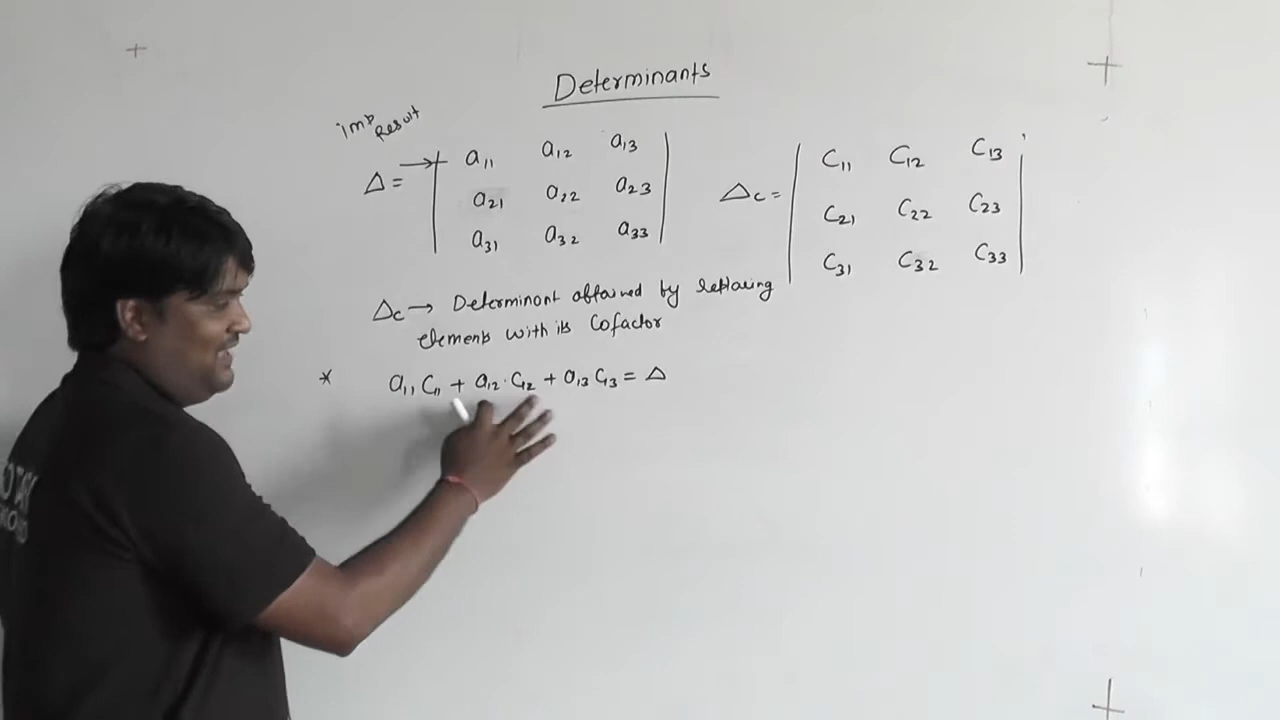 Determinants
imp Result
Δ = → | a₁₁ a₁₂ a₁₃ |
| a₂₁ a₂₂ a₂₃ |
| a₃₁ a₃₂ a₃₃ |
Δc = | C₁₁ C₁₂ C₁₃ |
| C₂₁ C₂₂ C₂₃ |
| C₃₁ C₃₂ C₃₃ |
Δc → Determinant obtained by replacing
elements with its Cofactor
* a₁₁ C₁₁ + a₁₂ · C₁₂ + a₁₃ C₁₃ = Δ